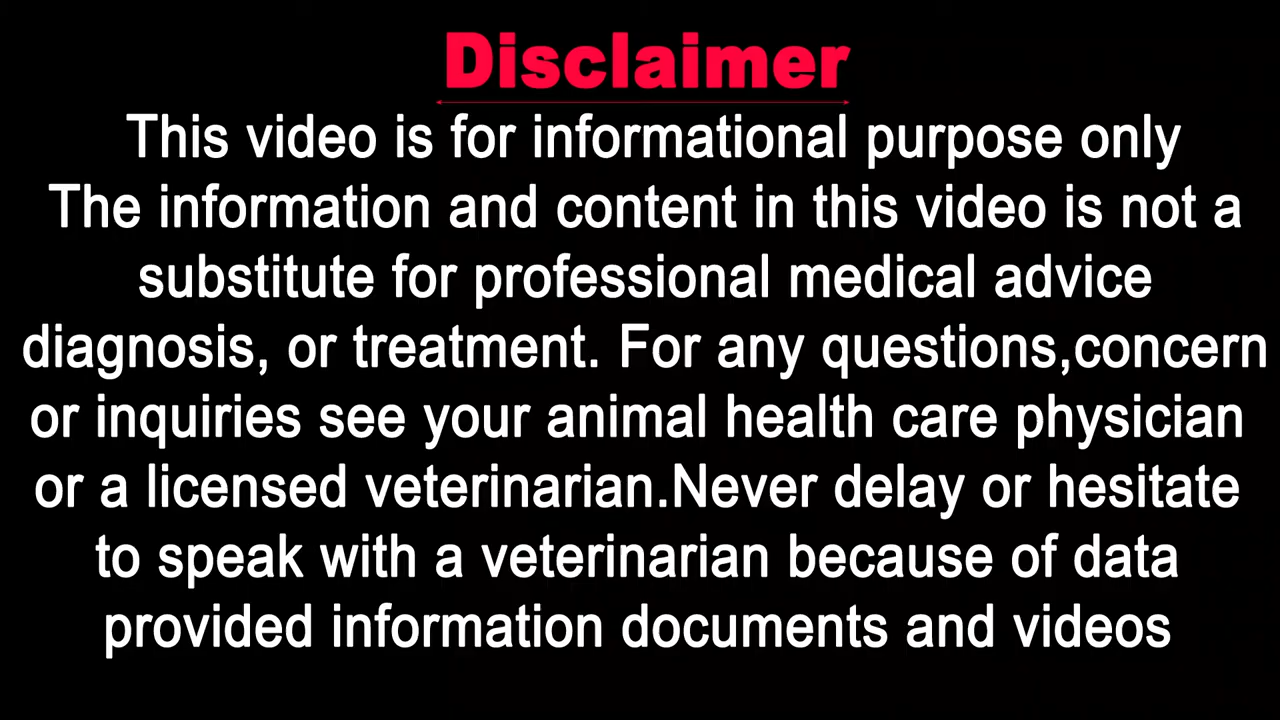 Disclaimer
This video is for informational purpose only
The information and content in this video is not a
substitute for professional medical advice
diagnosis, or treatment. For any questions,concern
or inquiries see your animal health care physician
or a licensed veterinarian.Never delay or hesitate
to speak with a veterinarian because of data
provided information documents and videos